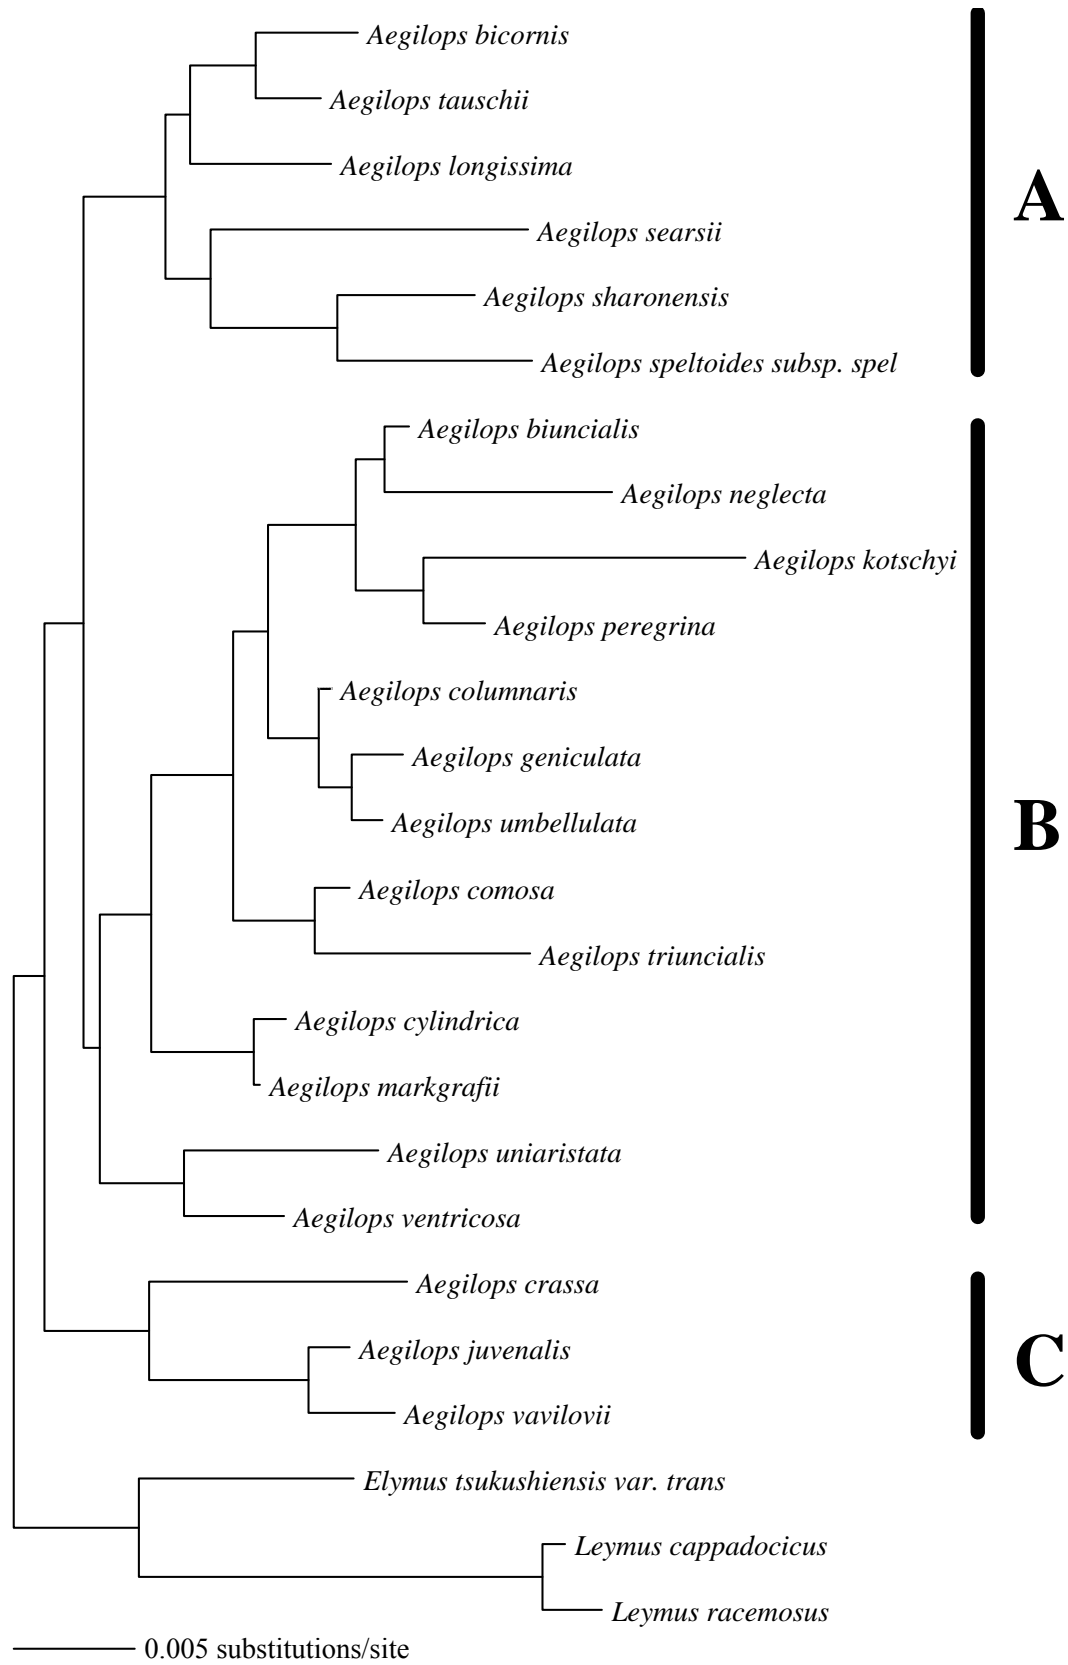 Aegilops bicornis
Aegilops tauschii
Aegilops longissima
A
Aegilops searsii
Aegilops sharonensis
Aegilops speltoides subsp. spel
Aegilops biuncialis
Aegilops neglecta
Aegilops kotschyi
Aegilops peregrina
Aegilops columnaris
Aegilops geniculata
Aegilops umbellulata
B
Aegilops comosa
Aegilops triuncialis
Aegilops cylindrica
Aegilops markgrafii
Aegilops uniaristata
Aegilops ventricosa
Aegilops crassa
Aegilops juvenalis
C
Aegilops vavilovii
Elymus tsukushiensis var. trans
Leymus cappadocicus
Leymus racemosus
0.005 substitutions/site